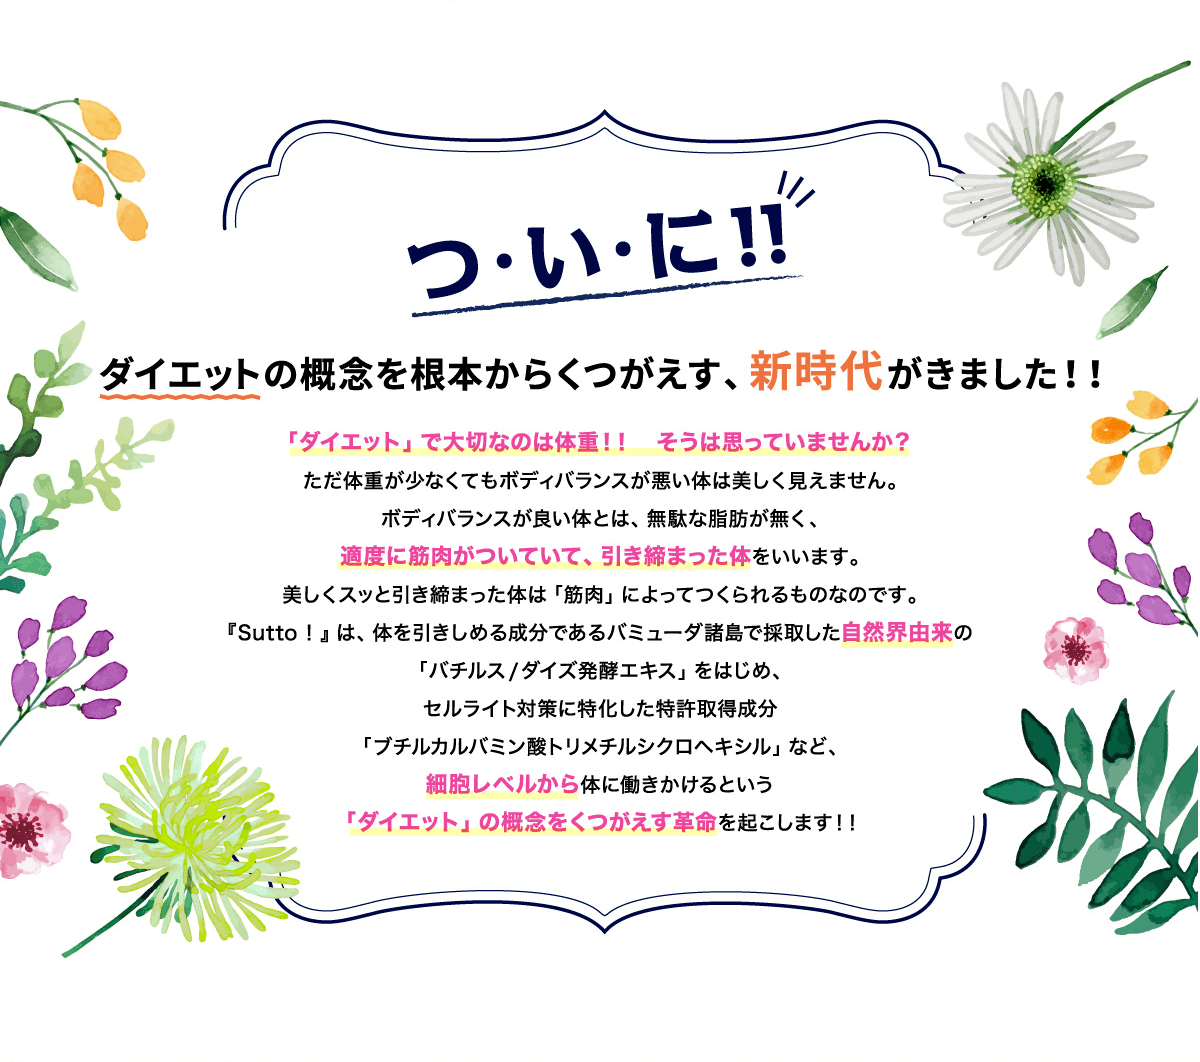 つ・い・に!!
ダイエットの概念を根本からくつがえす、新時代がきました！！
「ダイエット」で大切なのは体重！！　そうは思っていませんか？
ただ体重が少なくてもボディバランスが悪い体は美しく見えません。
ボディバランスが良い体とは、無駄な脂肪が無く、
適度に筋肉がついていて、引き締まった体をいいます。
美しくスッと引き締まった体は「筋肉」によってつくられるものなのです。
『Sutto！』は、体を引きしめる成分であるバミューダ諸島で採取した自然界由来の
「バチルス/ダイズ発酵エキス」をはじめ、
セルライト対策に特化した特許取得成分
「ブチルカルバミン酸トリメチルシクロヘキシル」など、
細胞レベルから体に働きかけるという
「ダイエット」の概念をくつがえす革命を起こします！！